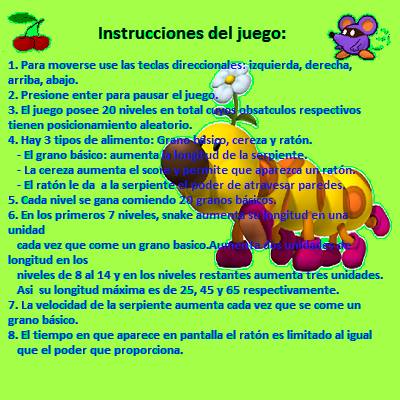 Instrucciones del juego:
1. Para moverse use las teclas direccionales: izquierda, derecha,
arriba, abajo.
2. Presione enter para pausar el juego.
3. El juego posee 20 niveles en total cuyos obsatculos respectivos
tienen posicionamiento aleatorio.
4. Hay 3 tipos de alimento: Grano básico, cereza y ratón.
- El grano básico: aumenta la longitud de la serpiente.
- La cereza aumenta el score y permite que aparezca un ratón.
- El ratón le da a la serpiente el poder de atravesar paredes.
5. Cada nivel se gana comiendo 20 granos básicos.
6. En los primeros 7 niveles, snake aumenta su longitud en una
unidad
cada vez que come un grano basico.Aumenta dos unidades de
longitud en los
niveles de 8 al 14 y en los niveles restantes aumenta tres unidades.
Asi su longitud máxima es de 25, 45 y 65 respectivamente.
7. La velocidad de la serpiente aumenta cada vez que se come un
grano básico.
8. El tiempo en que aparece en pantalla el ratón es limitado al igual
que el poder que proporciona.